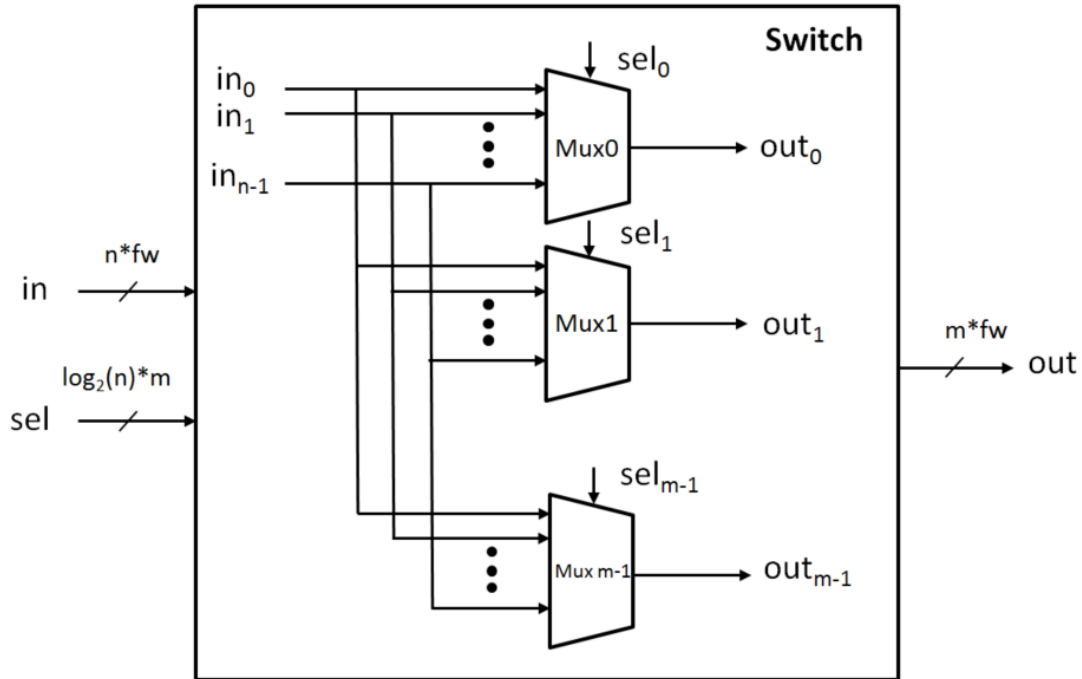 Switch
sel₀
in₀
in₁
inₙ₋₁
Mux0
out₀
sel₁
n*fw
in
Mux1
out₁
m*fw
out
log₂(n)*m
sel
selₘ₋₁
Mux m-1
outₘ₋₁